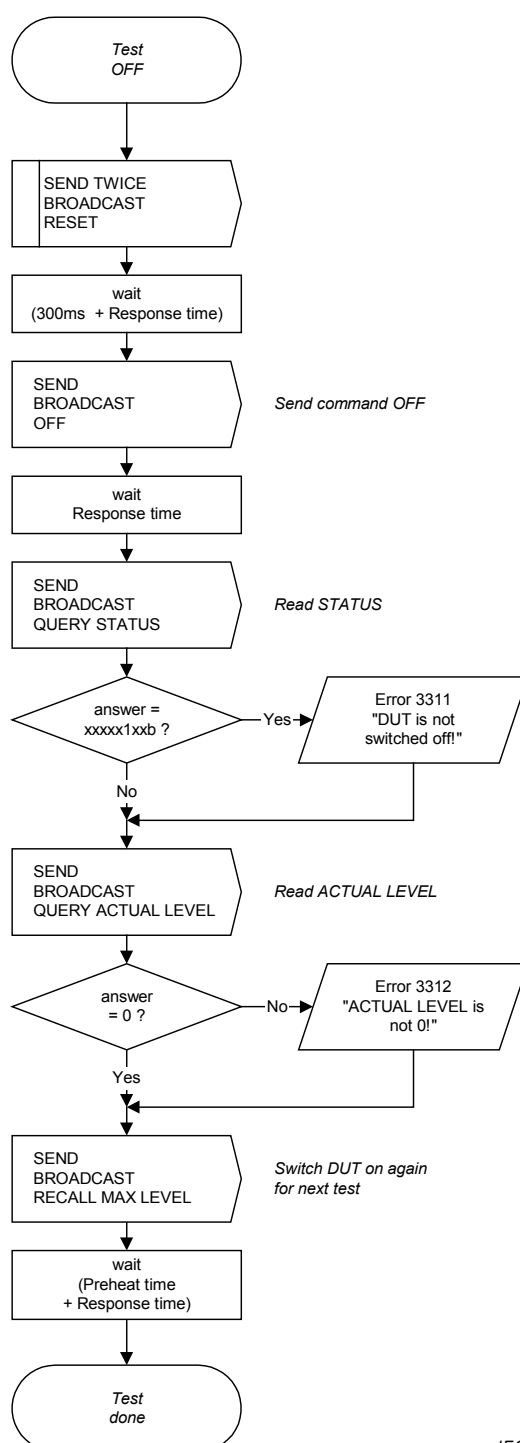 Test
OFF
SEND TWICE
BROADCAST
RESET
wait
(300ms + Response time)
SEND
BROADCAST
OFF
Send command OFF
wait
Response time
SEND
BROADCAST
QUERY STATUS
Read STATUS
answer =
xxxxx1xxb ?
Yes
Error 3311
"DUT is not
switched off!"
No
SEND
BROADCAST
QUERY ACTUAL LEVEL
Read ACTUAL LEVEL
answer
= 0 ?
No
Error 3312
"ACTUAL LEVEL is
not 0!"
Yes
SEND
BROADCAST
RECALL MAX LEVEL
Switch DUT on again
for next test
wait
(Preheat time
+ Response time)
Test
done